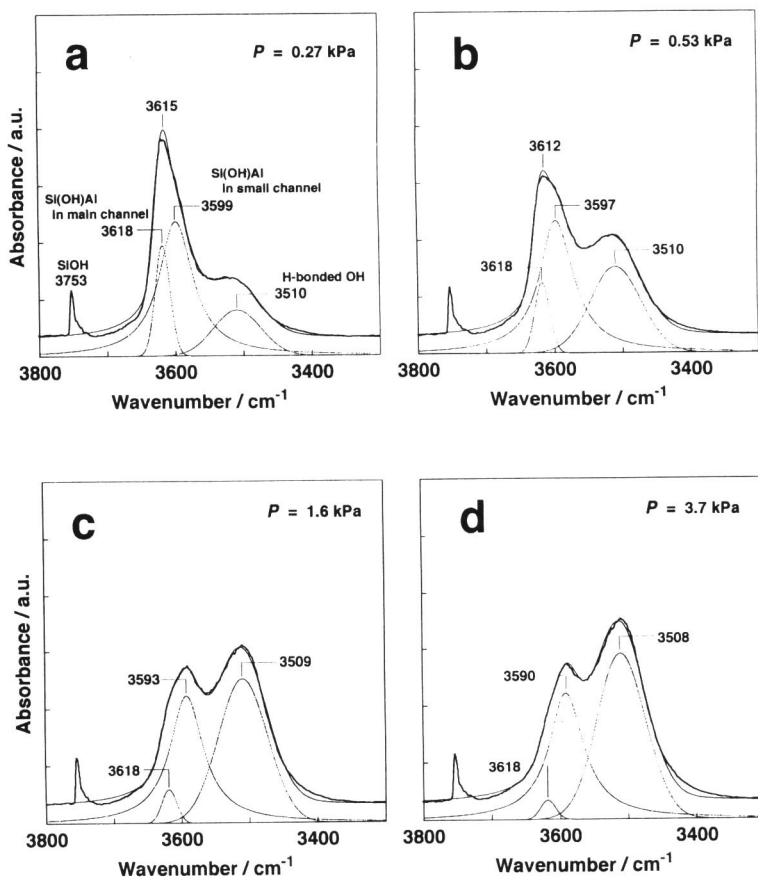 a
P = 0.27 kPa
3615
Si(OH)Al
in main channel
3618
Si(OH)Al
in small channel
3599
SiOH
3753
H-bonded OH
3510
Absorbance / a.u.
3800 3600 3400
Wavenumber / cm-1
b
P = 0.53 kPa
3612
3597
3618
3510
3800 3600 3400
Wavenumber / cm-1
c
P = 1.6 kPa
3593
3509
3618
Absorbance / a.u.
3800 3600 3400
Wavenumber / cm-1
d
P = 3.7 kPa
3590
3508
3618
3800 3600 3400
Wavenumber / cm-1